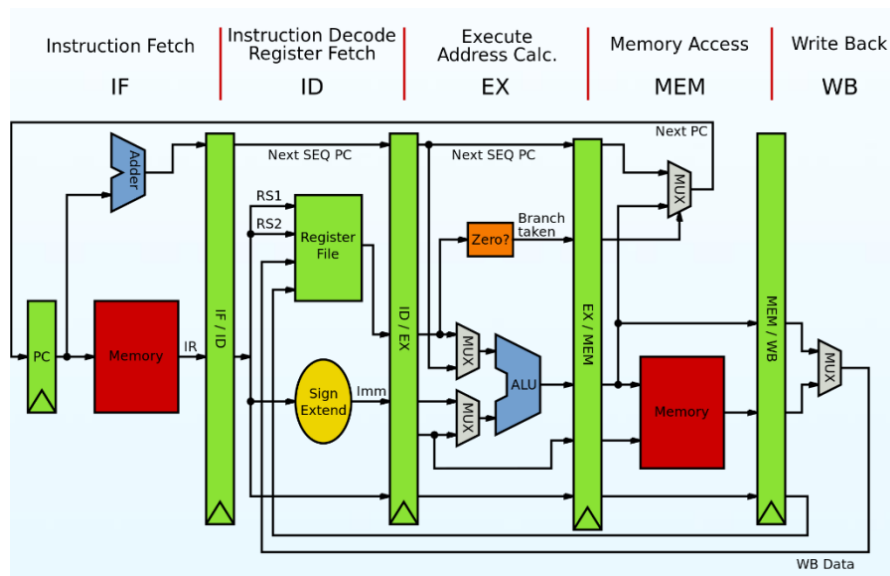 Instruction Fetch
Instruction Decode
Register Fetch
Execute
Address Calc.
Memory Access
Write Back
IF
ID
EX
MEM
WB
Next PC
Adder
Next SEQ PC
Next SEQ PC
MUX
RS1
RS2
Register
File
Zero?
Branch
taken
PC
Memory
IR
IF / ID
ID / EX
EX / MEM
MEM / WB
MUX
ALU
MUX
Sign
Extend
Imm
Memory
MUX
WB Data